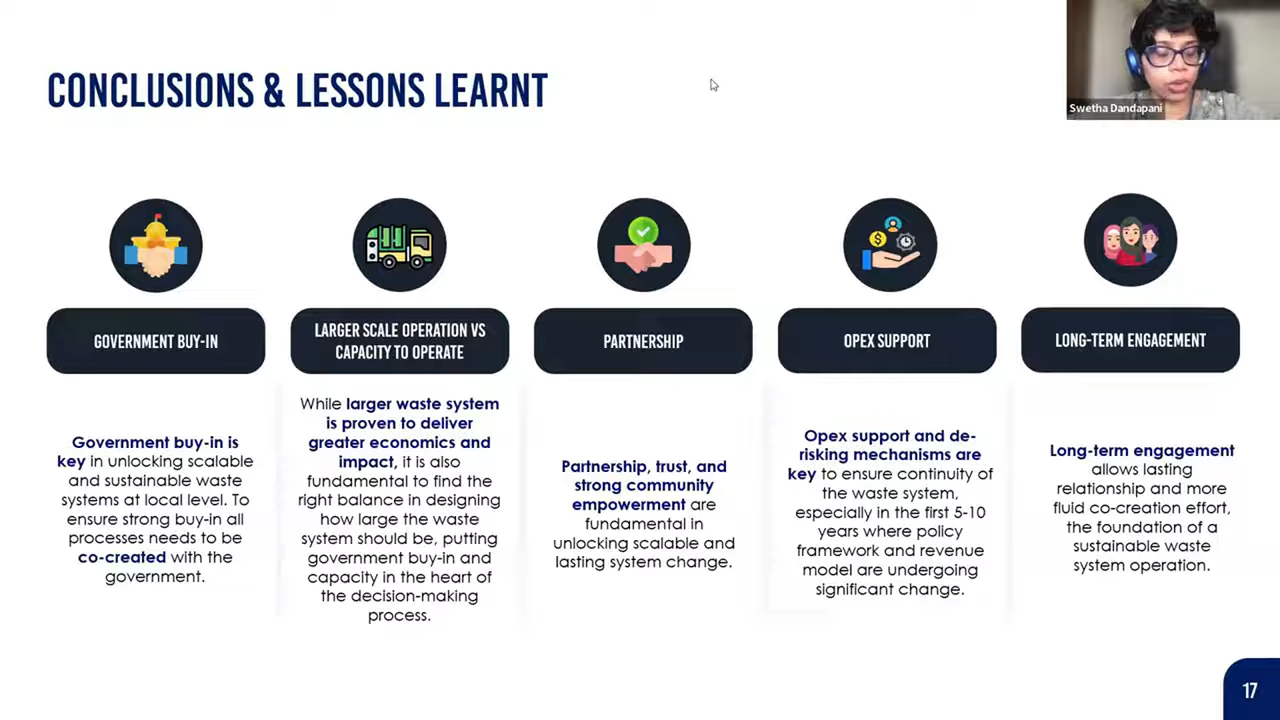 CONCLUSIONS & LESSONS LEARNT
Swetha Dandapani
GOVERNMENT BUY-IN
Government buy-in is
key in unlocking scalable
and sustainable waste
systems at local level. To
ensure strong buy-in all
processes needs to be
co-created with the
government.
LARGER SCALE OPERATION VS
CAPACITY TO OPERATE
While larger waste system
is proven to deliver
greater economics and
impact, it is also
fundamental to find the
right balance in designing
how large the waste
system should be, putting
government buy-in and
capacity in the heart of
the decision-making
process.
PARTNERSHIP
Partnership, trust, and
strong community
empowerment are
fundamental in
unlocking scalable and
lasting system change.
OPEX SUPPORT
Opex support and de-
risking mechanisms are
key to ensure continuity of
the waste system,
especially in the first 5-10
years where policy
framework and revenue
model are undergoing
significant change.
LONG-TERM ENGAGEMENT
Long-term engagement
allows lasting
relationship and more
fluid co-creation effort,
the foundation of a
sustainable waste
system operation.
17